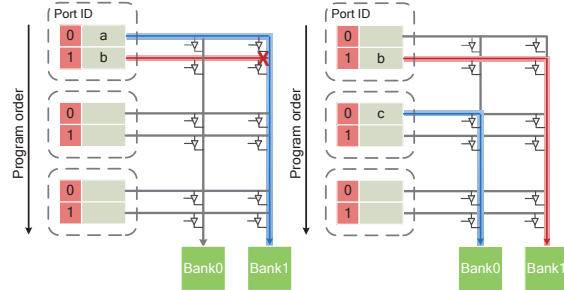 Port ID
0 a
1 b
0
1
0
1
Program order
Bank0 Bank1
Port ID
0
1 b
0 c
1
0
1
Program order
Bank0 Bank1